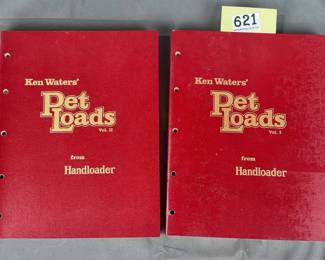 621
Ken Waters'
Pet
Loads
Vol. II
from
Handloader
Ken Waters'
Pet
Loads
Vol. I
from
Handloader